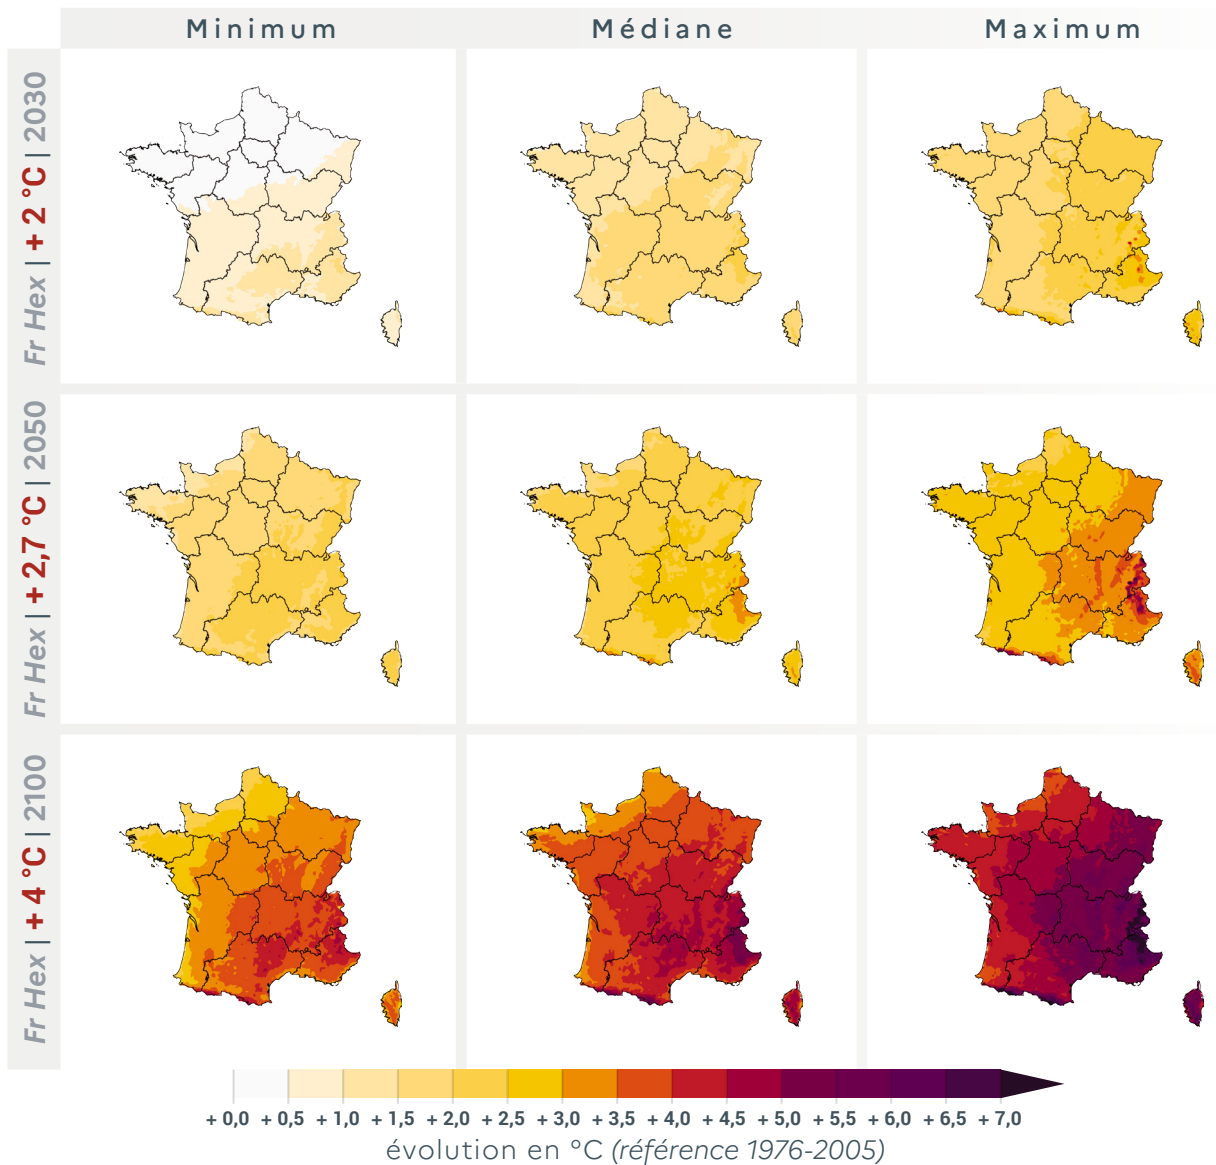 Minimum Médiane Maximum
Fr Hex | + 2 °C | 2030
Fr Hex | + 2,7 °C | 2050
Fr Hex | + 4 °C | 2100
+ 0,0 + 0,5 + 1,0 + 1,5 + 2,0 + 2,5 + 3,0 + 3,5 + 4,0 + 4,5 + 5,0 + 5,5 + 6,0 + 6,5 + 7,0
évolution en °C (référence 1976-2005)